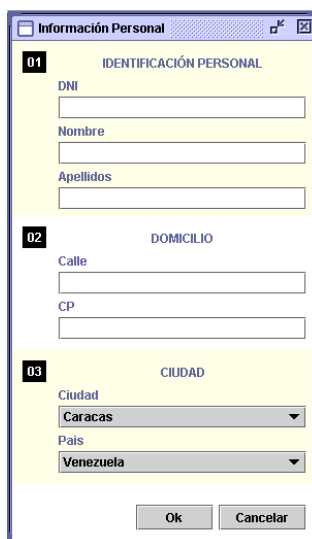 Información Personal
01 IDENTIFICACIÓN PERSONAL
DNI
Nombre
Apellidos
02 DOMICILIO
Calle
CP
03 CIUDAD
Ciudad
Caracas
Pais
Venezuela
Ok Cancelar